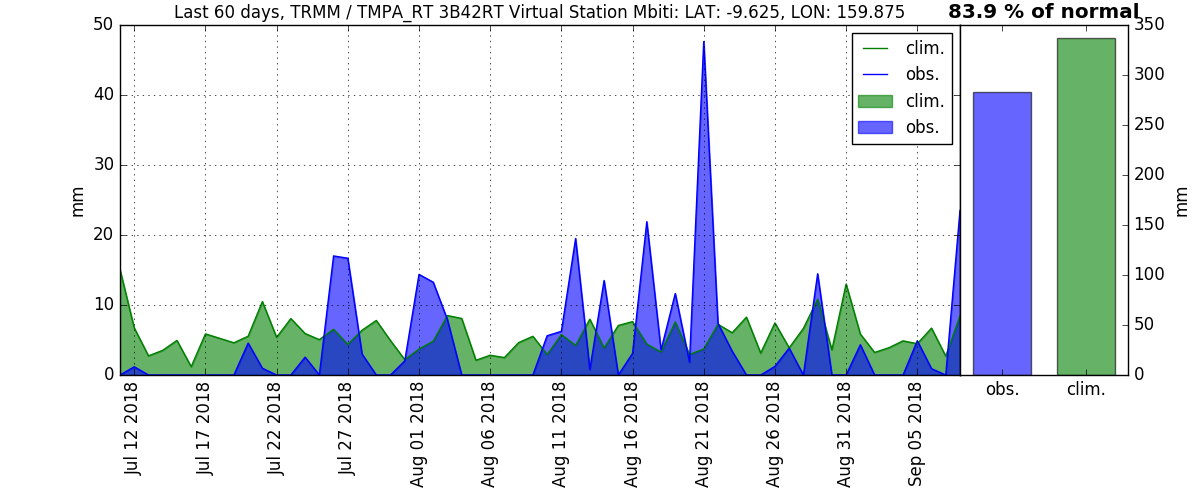 Last 60 days, TRMM / TMPA_RT 3B42RT Virtual Station Mbiti: LAT: -9.625, LON: 159.875
83.9 % of normal
50
40
30
20
10
0
mm
clim.
obs.
clim.
obs.
350
300
250
200
150
100
50
0
mm
obs.
clim.
Jul 12 2018
Jul 17 2018
Jul 22 2018
Jul 27 2018
Aug 01 2018
Aug 06 2018
Aug 11 2018
Aug 16 2018
Aug 21 2018
Aug 26 2018
Aug 31 2018
Sep 05 2018